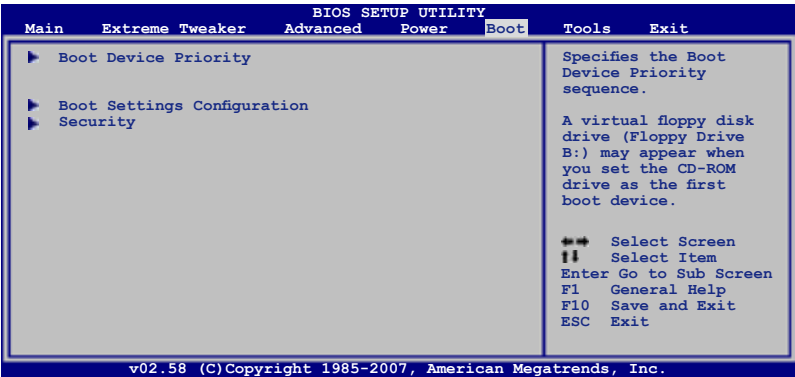 BIOS SETUP UTILITY
Main Extreme Tweaker Advanced Power Boot Tools Exit
Boot Device Priority
Boot Settings Configuration
Security
Specifies the Boot
Device Priority
sequence.
A virtual floppy disk
drive (Floppy Drive
B:) may appear when
you set the CD-ROM
drive as the first
boot device.
Select Screen
Select Item
Enter Go to Sub Screen
F1 General Help
F10 Save and Exit
ESC Exit
v02.58 (C)Copyright 1985-2007, American Megatrends, Inc.